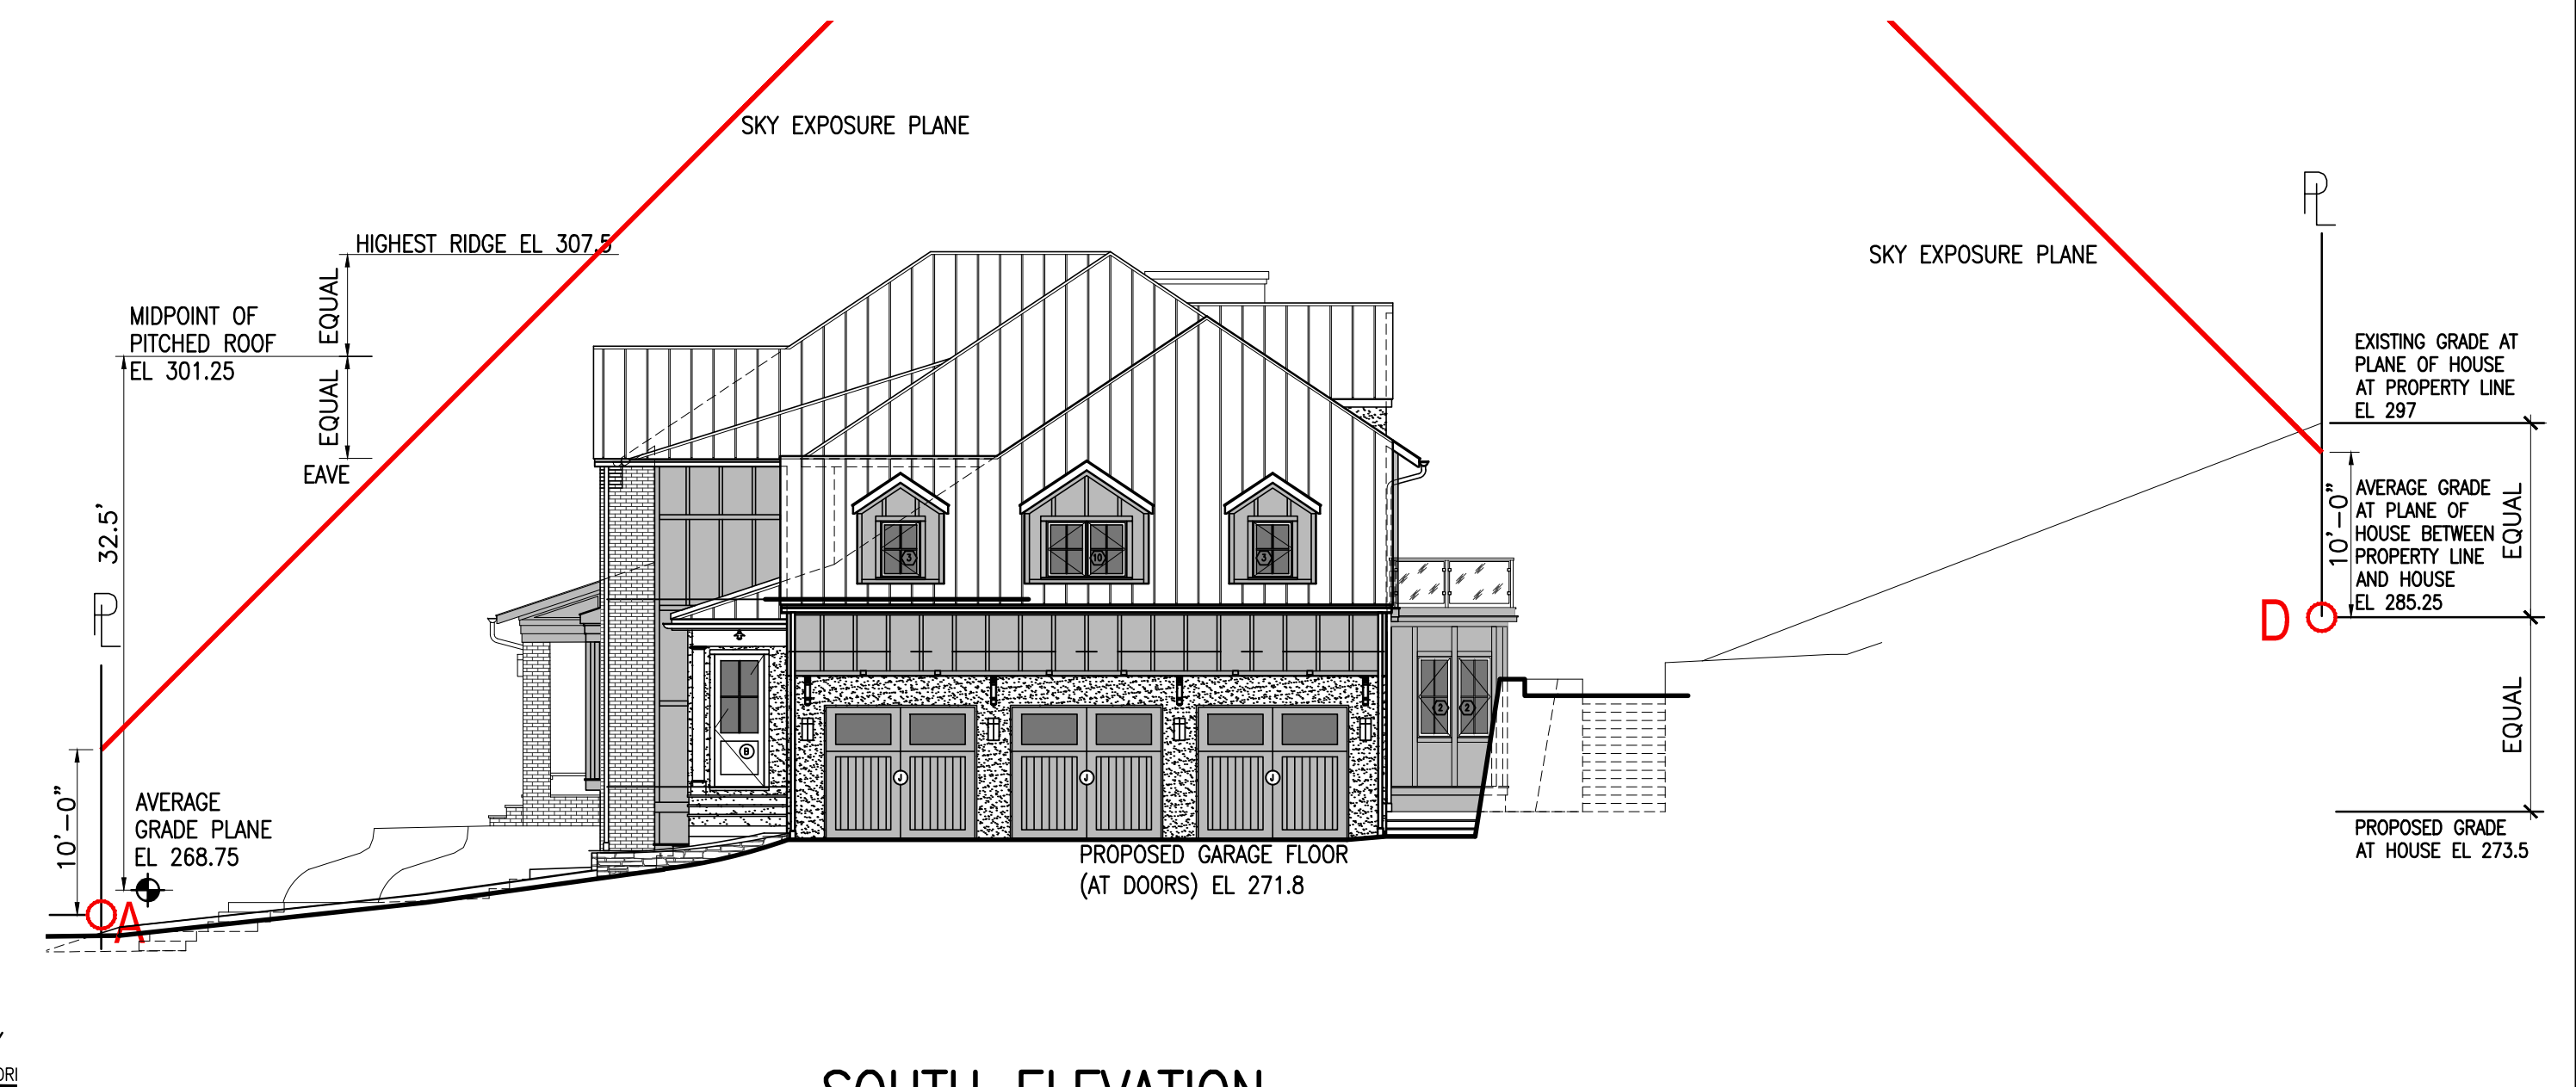 SKY EXPOSURE PLANE
HIGHEST RIDGE EL 307.5
EQUAL
MIDPOINT OF
PITCHED ROOF
EL 301.25
EQUAL
EAVE
32.5'
PL
10'-0"
AVERAGE
GRADE PLANE
EL 268.75
A
3
10
3
B
J
J
J
2
2
PROPOSED GARAGE FLOOR
(AT DOORS) EL 271.8
SKY EXPOSURE PLANE
PL
EXISTING GRADE AT
PLANE OF HOUSE
AT PROPERTY LINE
EL 297
10'-0"
AVERAGE GRADE
AT PLANE OF
HOUSE BETWEEN
PROPERTY LINE
AND HOUSE
EL 285.25
EQUAL
D
EQUAL
PROPOSED GRADE
AT HOUSE EL 273.5
SOUTH ELEVATION